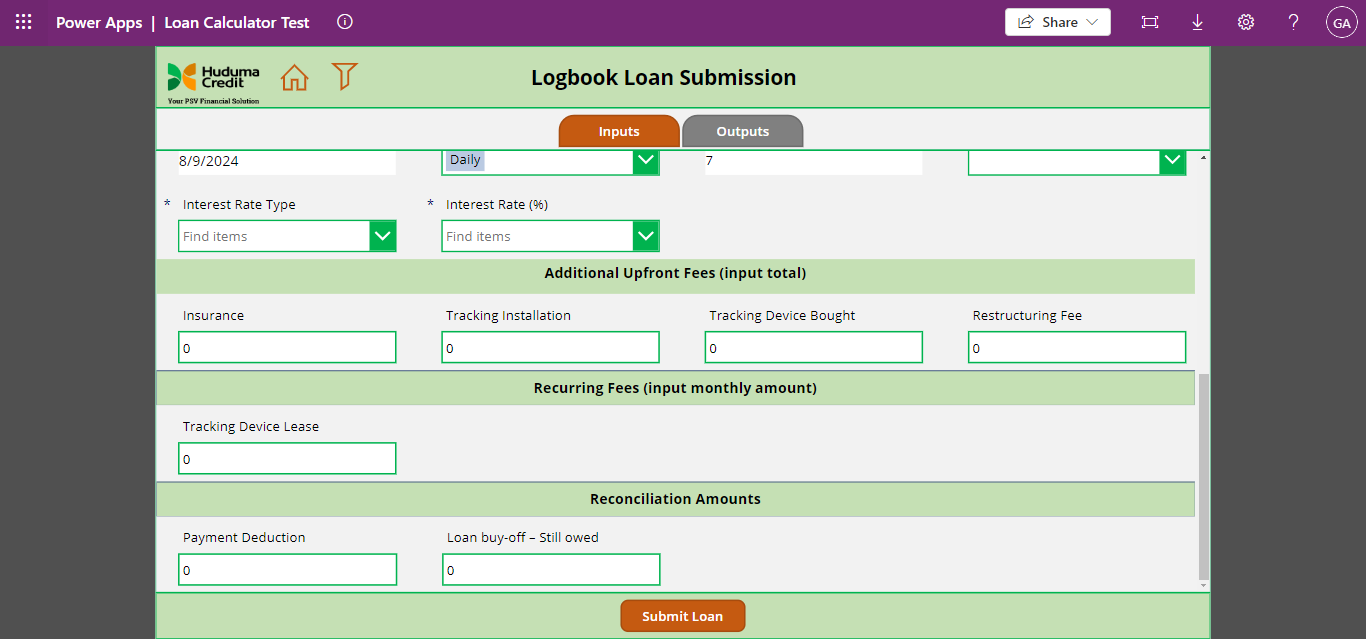 Power Apps | Loan Calculator Test
Share
?
GA
Huduma
Credit
Your PSV Financial Solution
Logbook Loan Submission
Inputs
Outputs
8/9/2024
Daily
7
* Interest Rate Type
* Interest Rate (%)
Find items
Find items
Additional Upfront Fees (input total)
Insurance
Tracking Installation
Tracking Device Bought
Restructuring Fee
0
0
0
0
Recurring Fees (input monthly amount)
Tracking Device Lease
0
Reconciliation Amounts
Payment Deduction
Loan buy-off – Still owed
0
0
Submit Loan